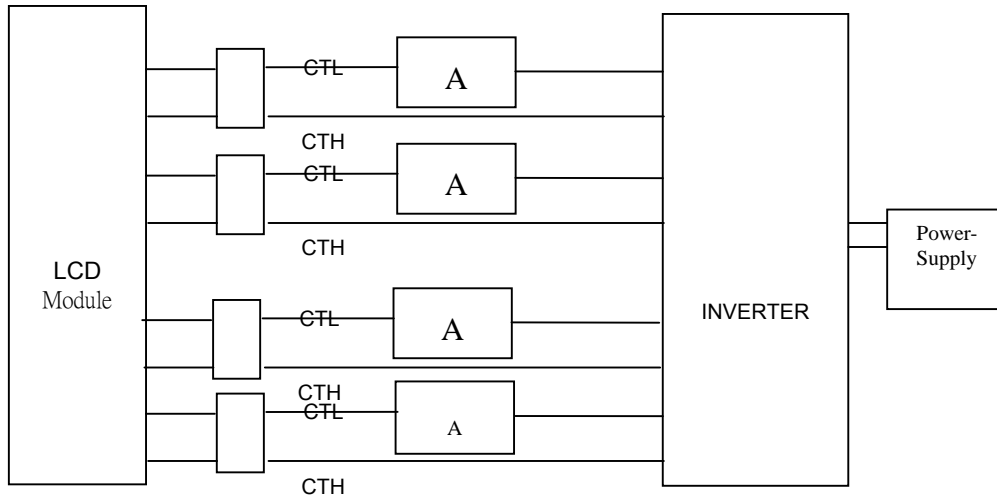 CTL
A
CTH
CTL
A
CTH
LCD
Module
CTL
A
CTH
CTL
A
CTH
INVERTER
Power-
Supply